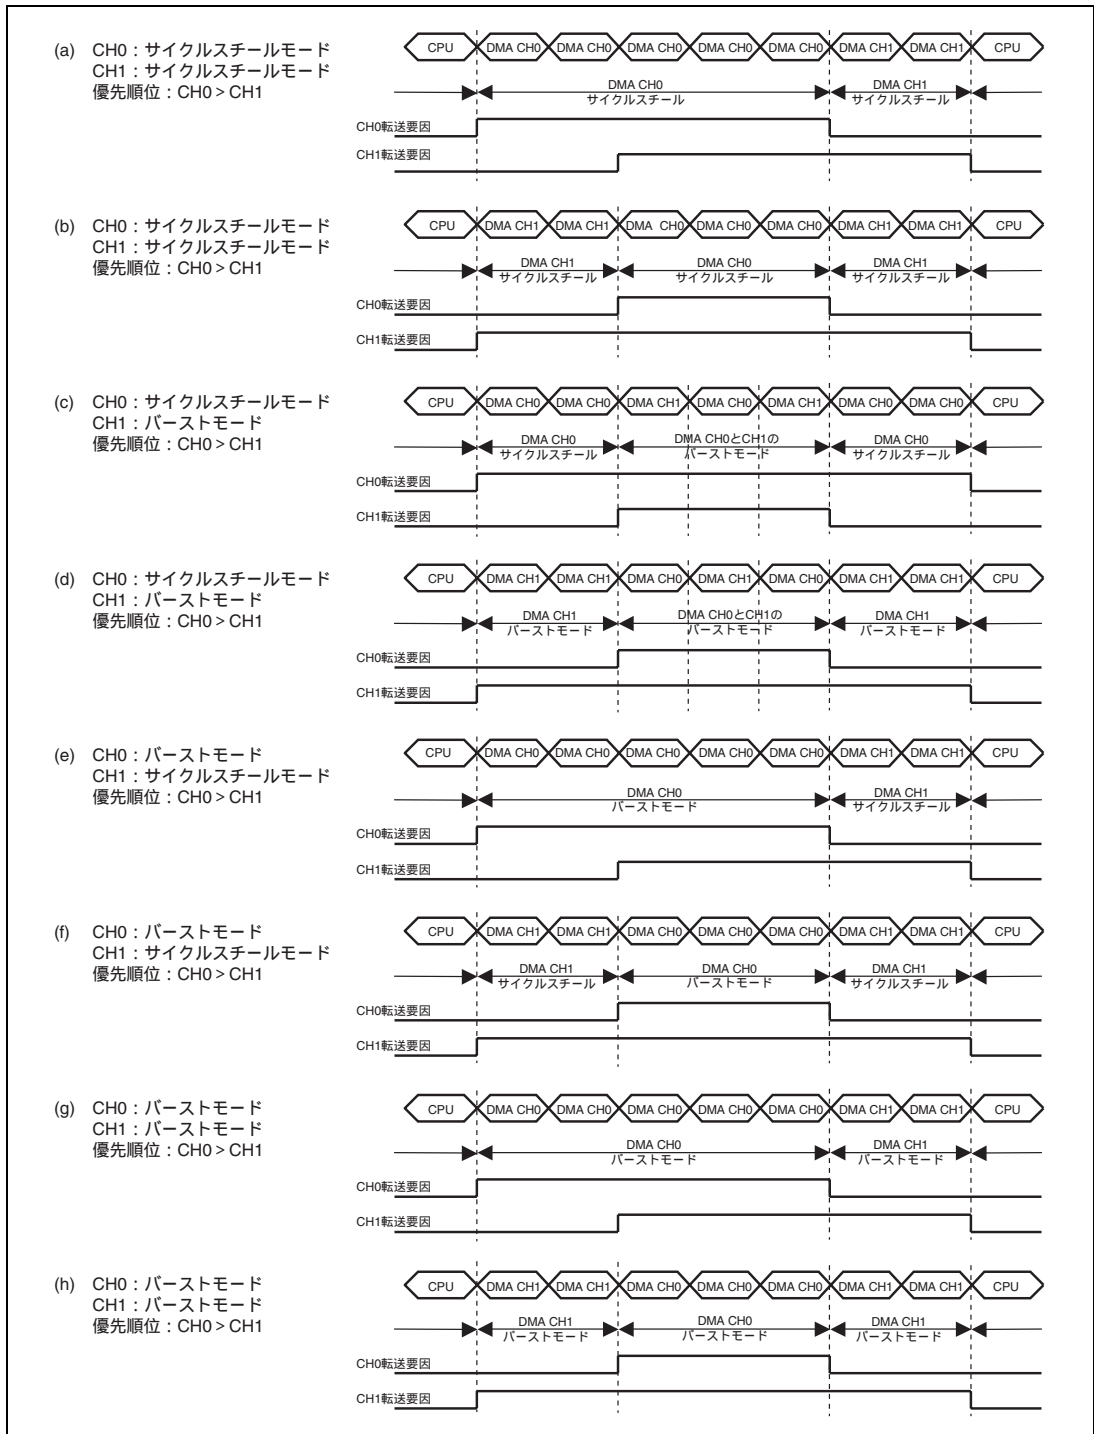 (a) CH0：サイクルスチールモード
CH1：サイクルスチールモード
優先順位：CH0＞CH1
CPU DMA CH0 DMA CH0 DMA CH0 DMA CH0 DMA CH0 DMA CH1 DMA CH1 CPU
DMA CH0 DMA CH1
サイクルスチール サイクルスチール
CH0転送要因
CH1転送要因
(b) CH0：サイクルスチールモード
CH1：サイクルスチールモード
優先順位：CH0＞CH1
CPU DMA CH1 DMA CH1 DMA CH0 DMA CH0 DMA CH0 DMA CH1 DMA CH1 CPU
DMA CH1 DMA CH0 DMA CH1
サイクルスチール サイクルスチール サイクルスチール
CH0転送要因
CH1転送要因
(c) CH0：サイクルスチールモード
CH1：バーストモード
優先順位：CH0＞CH1
CPU DMA CH0 DMA CH0 DMA CH1 DMA CH0 DMA CH1 DMA CH0 DMA CH0 CPU
DMA CH0 DMA CH0とCH1の DMA CH0
サイクルスチール バーストモード サイクルスチール
CH0転送要因
CH1転送要因
(d) CH0：サイクルスチールモード
CH1：バーストモード
優先順位：CH0＞CH1
CPU DMA CH1 DMA CH1 DMA CH0 DMA CH1 DMA CH0 DMA CH1 DMA CH1 CPU
DMA CH1 DMA CH0とCH1の DMA CH1
バーストモード バーストモード バーストモード
CH0転送要因
CH1転送要因
(e) CH0：バーストモード
CH1：サイクルスチールモード
優先順位：CH0＞CH1
CPU DMA CH0 DMA CH0 DMA CH0 DMA CH0 DMA CH0 DMA CH1 DMA CH1 CPU
DMA CH0 DMA CH1
バーストモード サイクルスチール
CH0転送要因
CH1転送要因
(f) CH0：バーストモード
CH1：サイクルスチールモード
優先順位：CH0＞CH1
CPU DMA CH1 DMA CH1 DMA CH0 DMA CH0 DMA CH0 DMA CH1 DMA CH1 CPU
DMA CH1 DMA CH0 DMA CH1
サイクルスチール バーストモード サイクルスチール
CH0転送要因
CH1転送要因
(g) CH0：バーストモード
CH1：バーストモード
優先順位：CH0＞CH1
CPU DMA CH0 DMA CH0 DMA CH0 DMA CH0 DMA CH0 DMA CH1 DMA CH1 CPU
DMA CH0 DMA CH1
バーストモード バーストモード
CH0転送要因
CH1転送要因
(h) CH0：バーストモード
CH1：バーストモード
優先順位：CH0＞CH1
CPU DMA CH1 DMA CH1 DMA CH0 DMA CH0 DMA CH0 DMA CH1 DMA CH1 CPU
DMA CH1 DMA CH0 DMA CH1
バーストモード バーストモード バーストモード
CH0転送要因
CH1転送要因